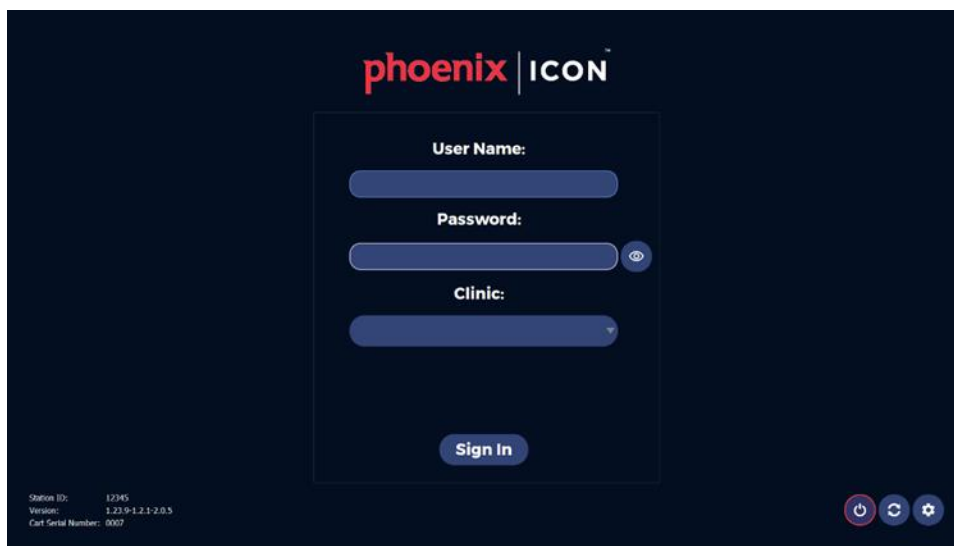 phoenix | ICON™
User Name:
Password:
Clinic:
Sign In
Station ID: 12345
Version: 1.23.9-1.2.1-2.0.5
Cart Serial Number: 0007